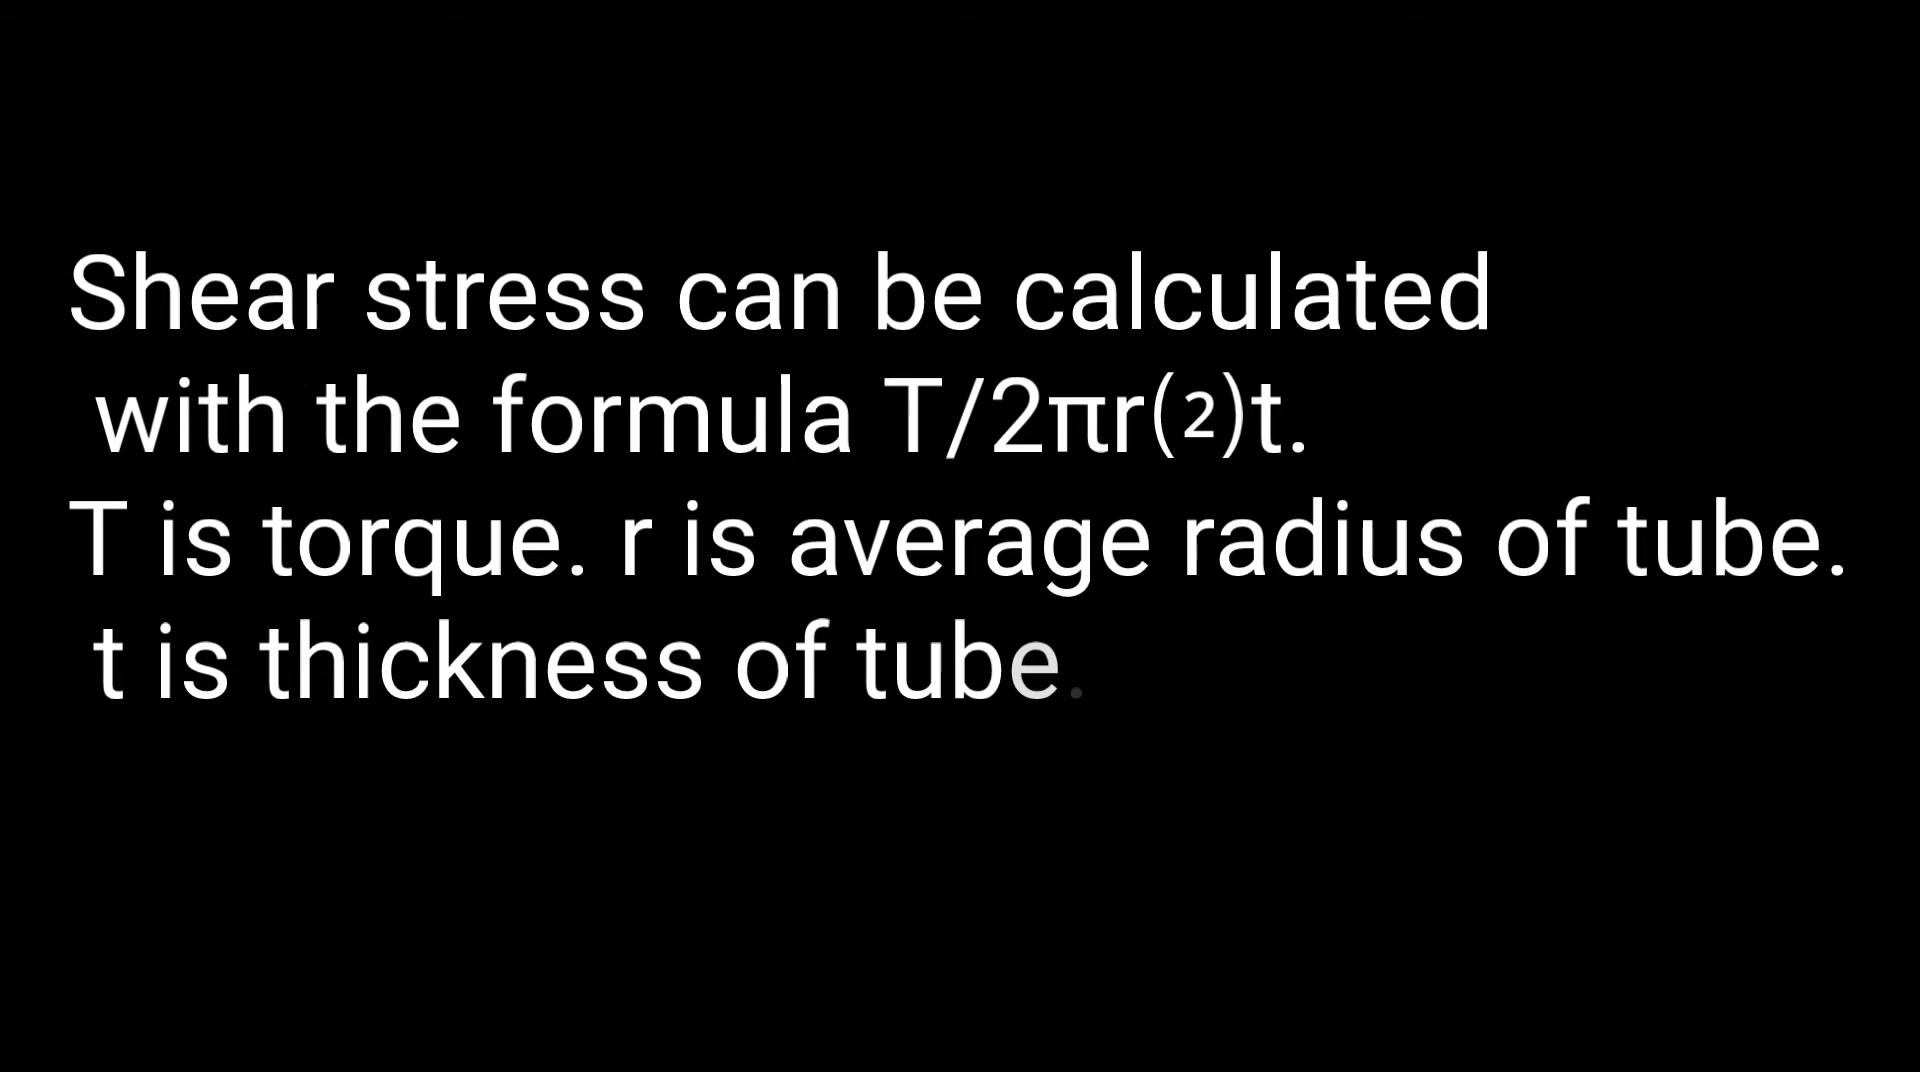 Shear stress can be calculated
with the formula T/2πr(2)t.
T is torque. r is average radius of tube.
t is thickness of tube.